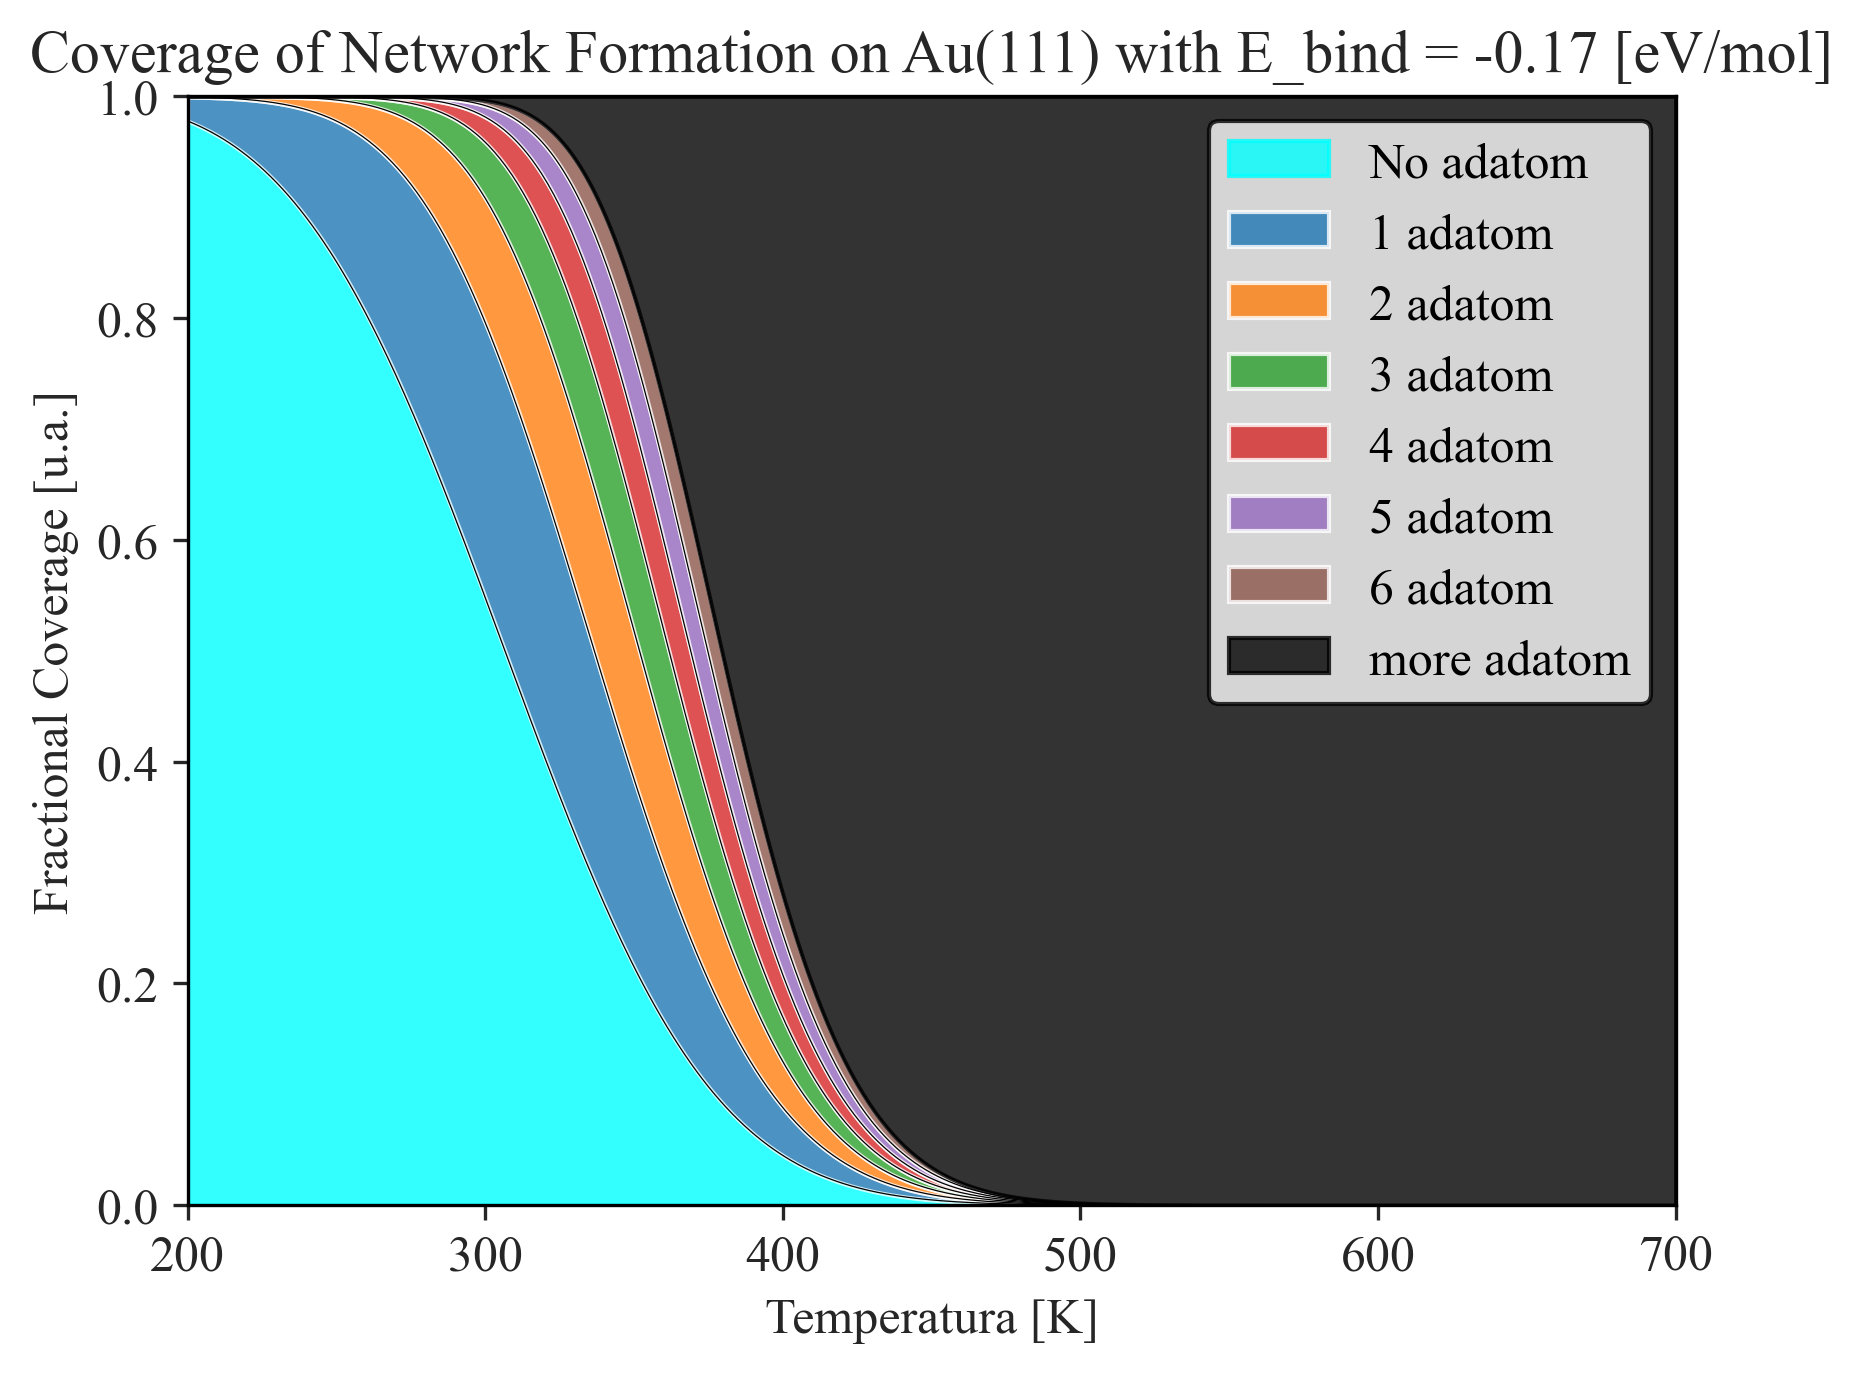 Coverage of Network Formation on Au(111) with E_bind = -0.17 [eV/mol]
Fractional Coverage [u.a.]
1.0
0.8
0.6
0.4
0.2
0.0
No adatom
1 adatom
2 adatom
3 adatom
4 adatom
5 adatom
6 adatom
more adatom
200 300 400 500 600 700
Temperatura [K]